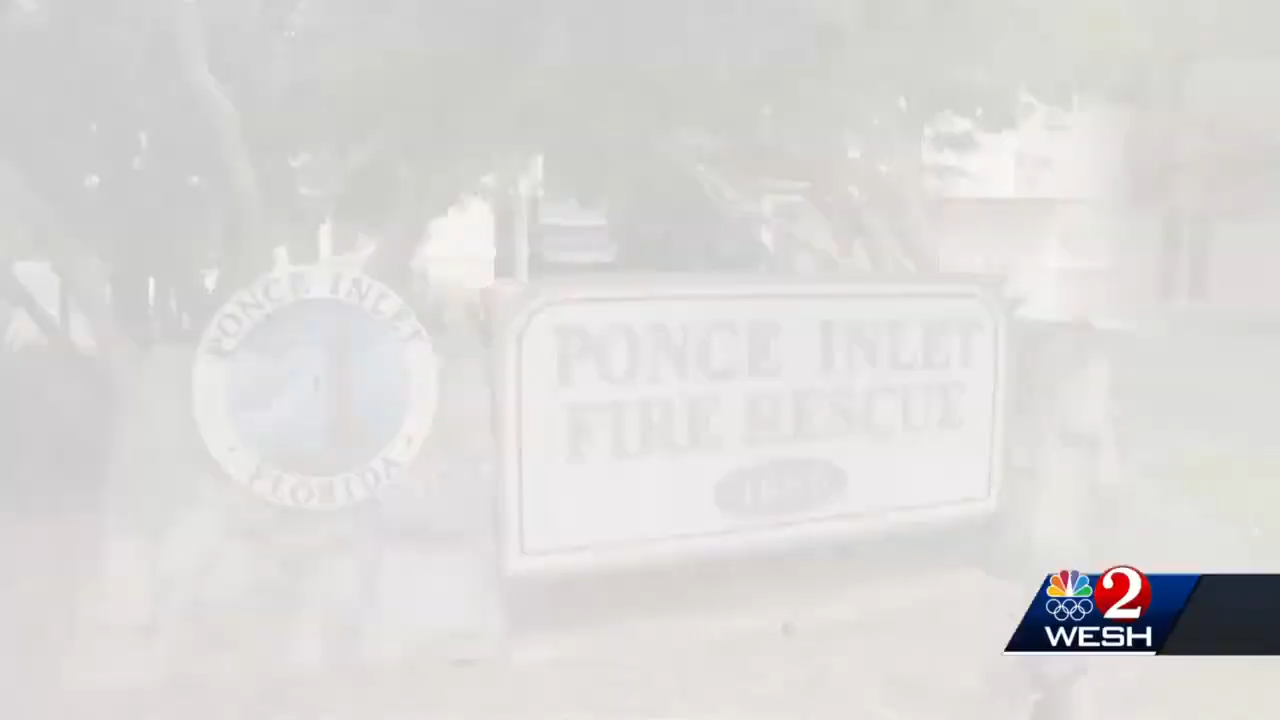 PONCE INLET
FLORIDA
PONCE INLET
FIRE RESCUE
2
WESH